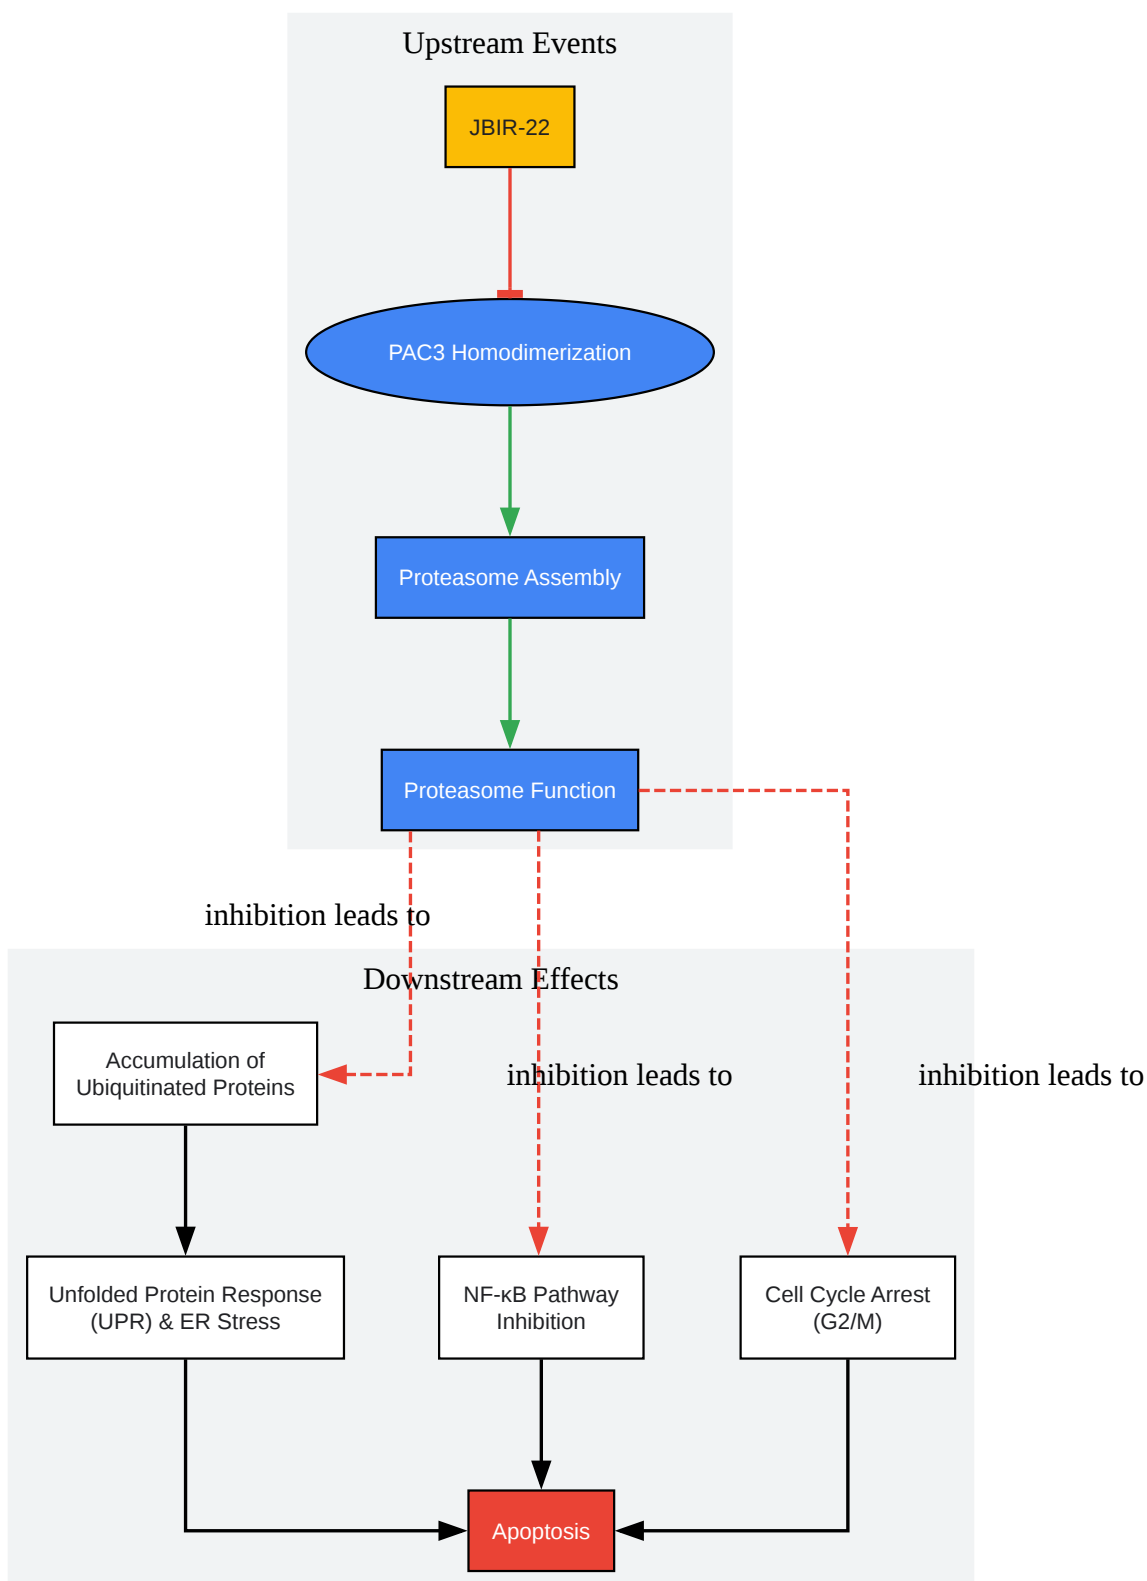 Upstream Events
JBIR-22
PAC3 Homodimerization
Proteasome Assembly
Proteasome Function
inhibition leads to
Downstream Effects
Accumulation of
Ubiquitinated Proteins
inhibition leads to
inhibition leads to
Unfolded Protein Response
(UPR) & ER Stress
NF-κB Pathway
Inhibition
Cell Cycle Arrest
(G2/M)
Apoptosis